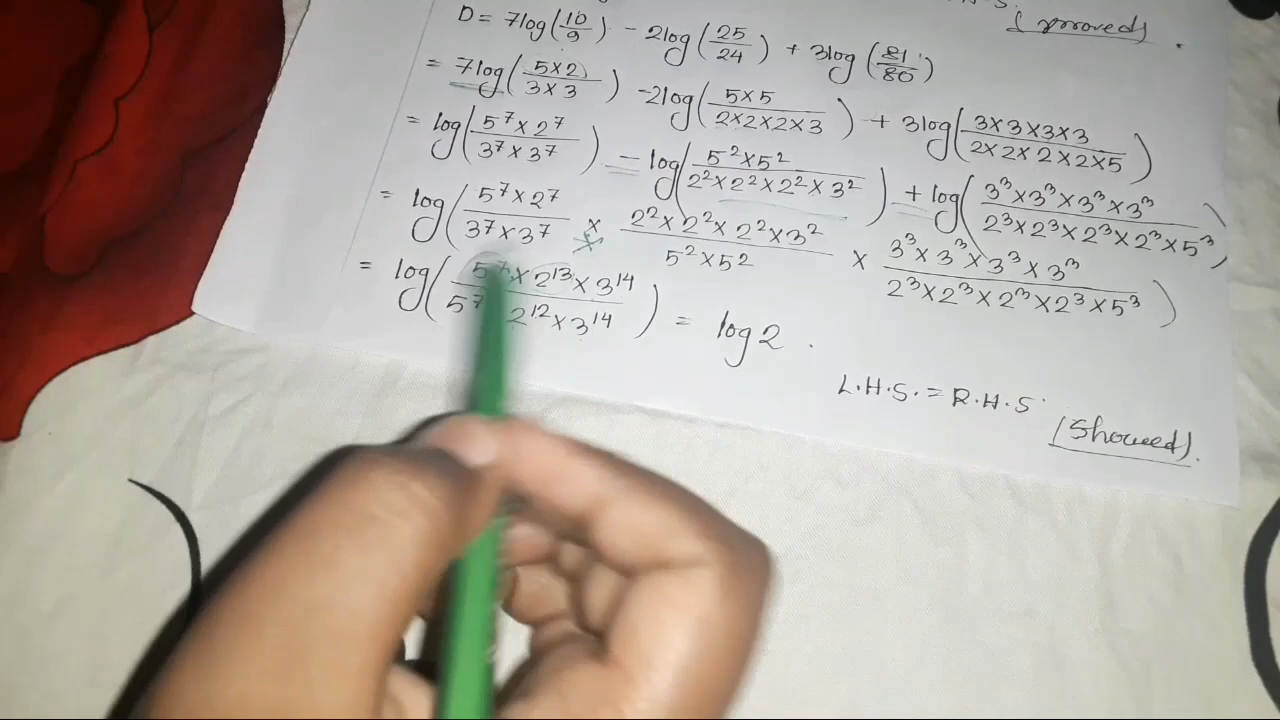 (proved).
D = 7log(10/9) - 2log(25/24) + 3log(81/80)
= 7log(5×2/3×3) - 2log(5×5/2×2×2×3) + 3log(3×3×3×3/2×2×2×2×5)
= log(5⁷×2⁷/3⁷×3⁷) - log(5²×5²/2²×2²×2²×3²) + log(3³×3³×3³×3³/2³×2³×2³×2³×5³)
= log(5⁷×2⁷/3⁷×3⁷ × 2²×2²×2²×3²/5²×5² × 3³×3³×3³×3³/2³×2³×2³×2³×5³)
= log(5⁷×2¹³×3¹⁴/5⁷ 2¹²×3¹⁴) = log2.
L.H.S. = R.H.S.
(Showed).